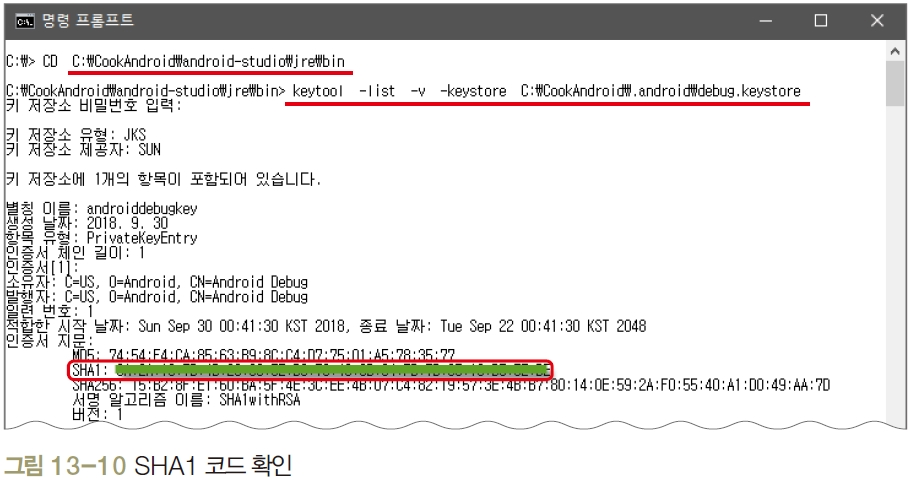 명령 프롬프트
C:₩> CD C:₩CookAndroid₩android-studio₩jre₩bin
C:₩CookAndroid₩android-studio₩jre₩bin> keytool -list -v -keystore C:₩CookAndroid₩.android₩debug.keystore
키 저장소 비밀번호 입력:
키 저장소 유형: JKS
키 저장소 제공자: SUN
키 저장소에 1개의 항목이 포함되어 있습니다.
별칭 이름: androiddebugkey
생성 날짜: 2018. 9. 30
항목 유형: PrivateKeyEntry
인증서 체인 길이: 1
인증서[1]:
소유자: C=US, O=Android, CN=Android Debug
발행자: C=US, O=Android, CN=Android Debug
일련 번호: 1
적합한 시작 날짜: Sun Sep 30 00:41:30 KST 2018, 종료 날짜: Tue Sep 22 00:41:30 KST 2048
인증서 지문:
MD5: 74:54:E4:CA:85:63:B9:8C:C4:D7:75:01:A5:78:35:77
SHA1:
SHA256: 15:B2:8F:E1:6D:BA:5F:4E:3C:EE:4B:07:C4:82:19:57:3E:4B:B7:80:14:0E:59:2A:F0:55:40:A1:D0:49:AA:7D
서명 알고리즘 이름: SHA1withRSA
버전: 1
그림 13-10 SHA1 코드 확인